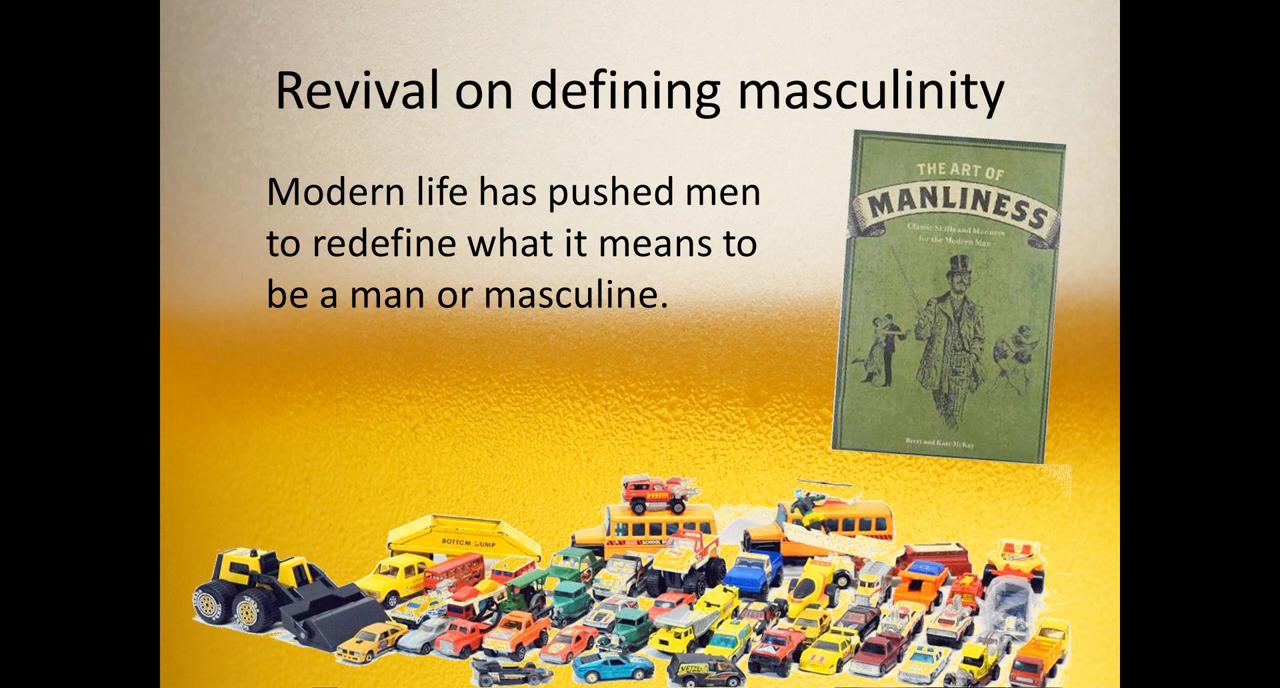 Revival on defining masculinity
Modern life has pushed men
to redefine what it means to
be a man or masculine.
THE ART OF
MANLINESS
Classic Skills and Manners
for the Modern Man
Brett and Kate McKay
BOTTOM DUMP
SCHOOL